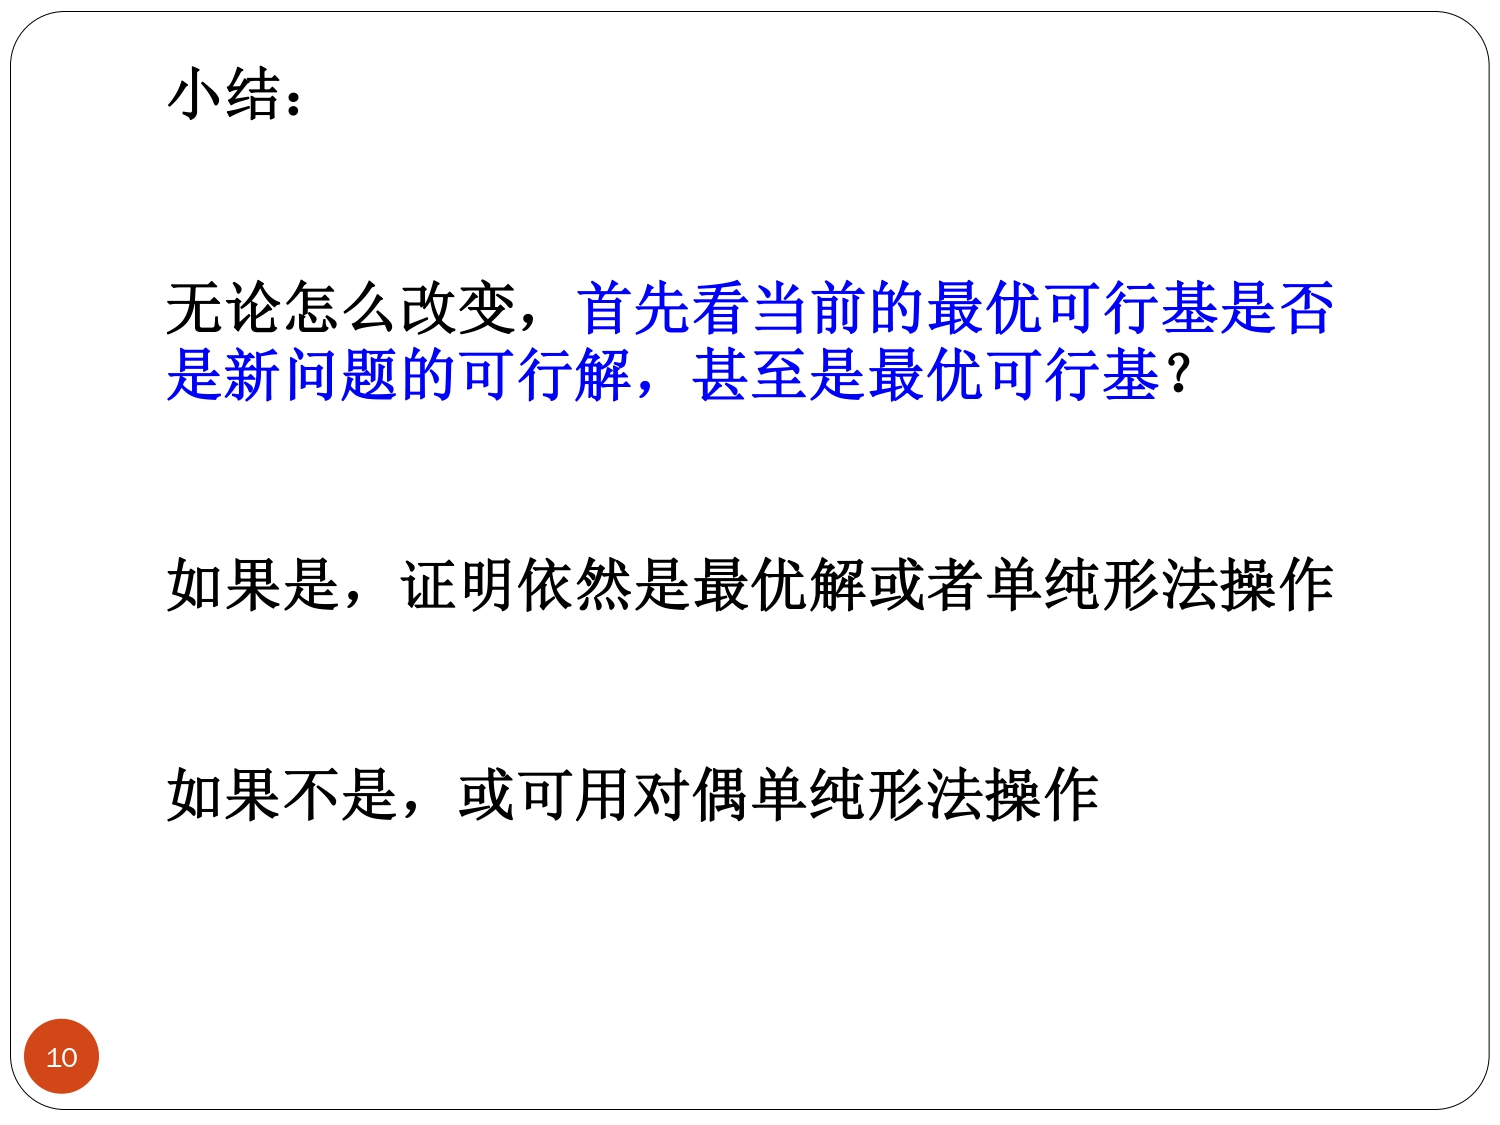 小结：
无论怎么改变，首先看当前的最优可行基是否
是新问题的可行解，甚至是最优可行基？
如果是，证明依然是最优解或者单纯形法操作
如果不是，或可用对偶单纯形法操作
10